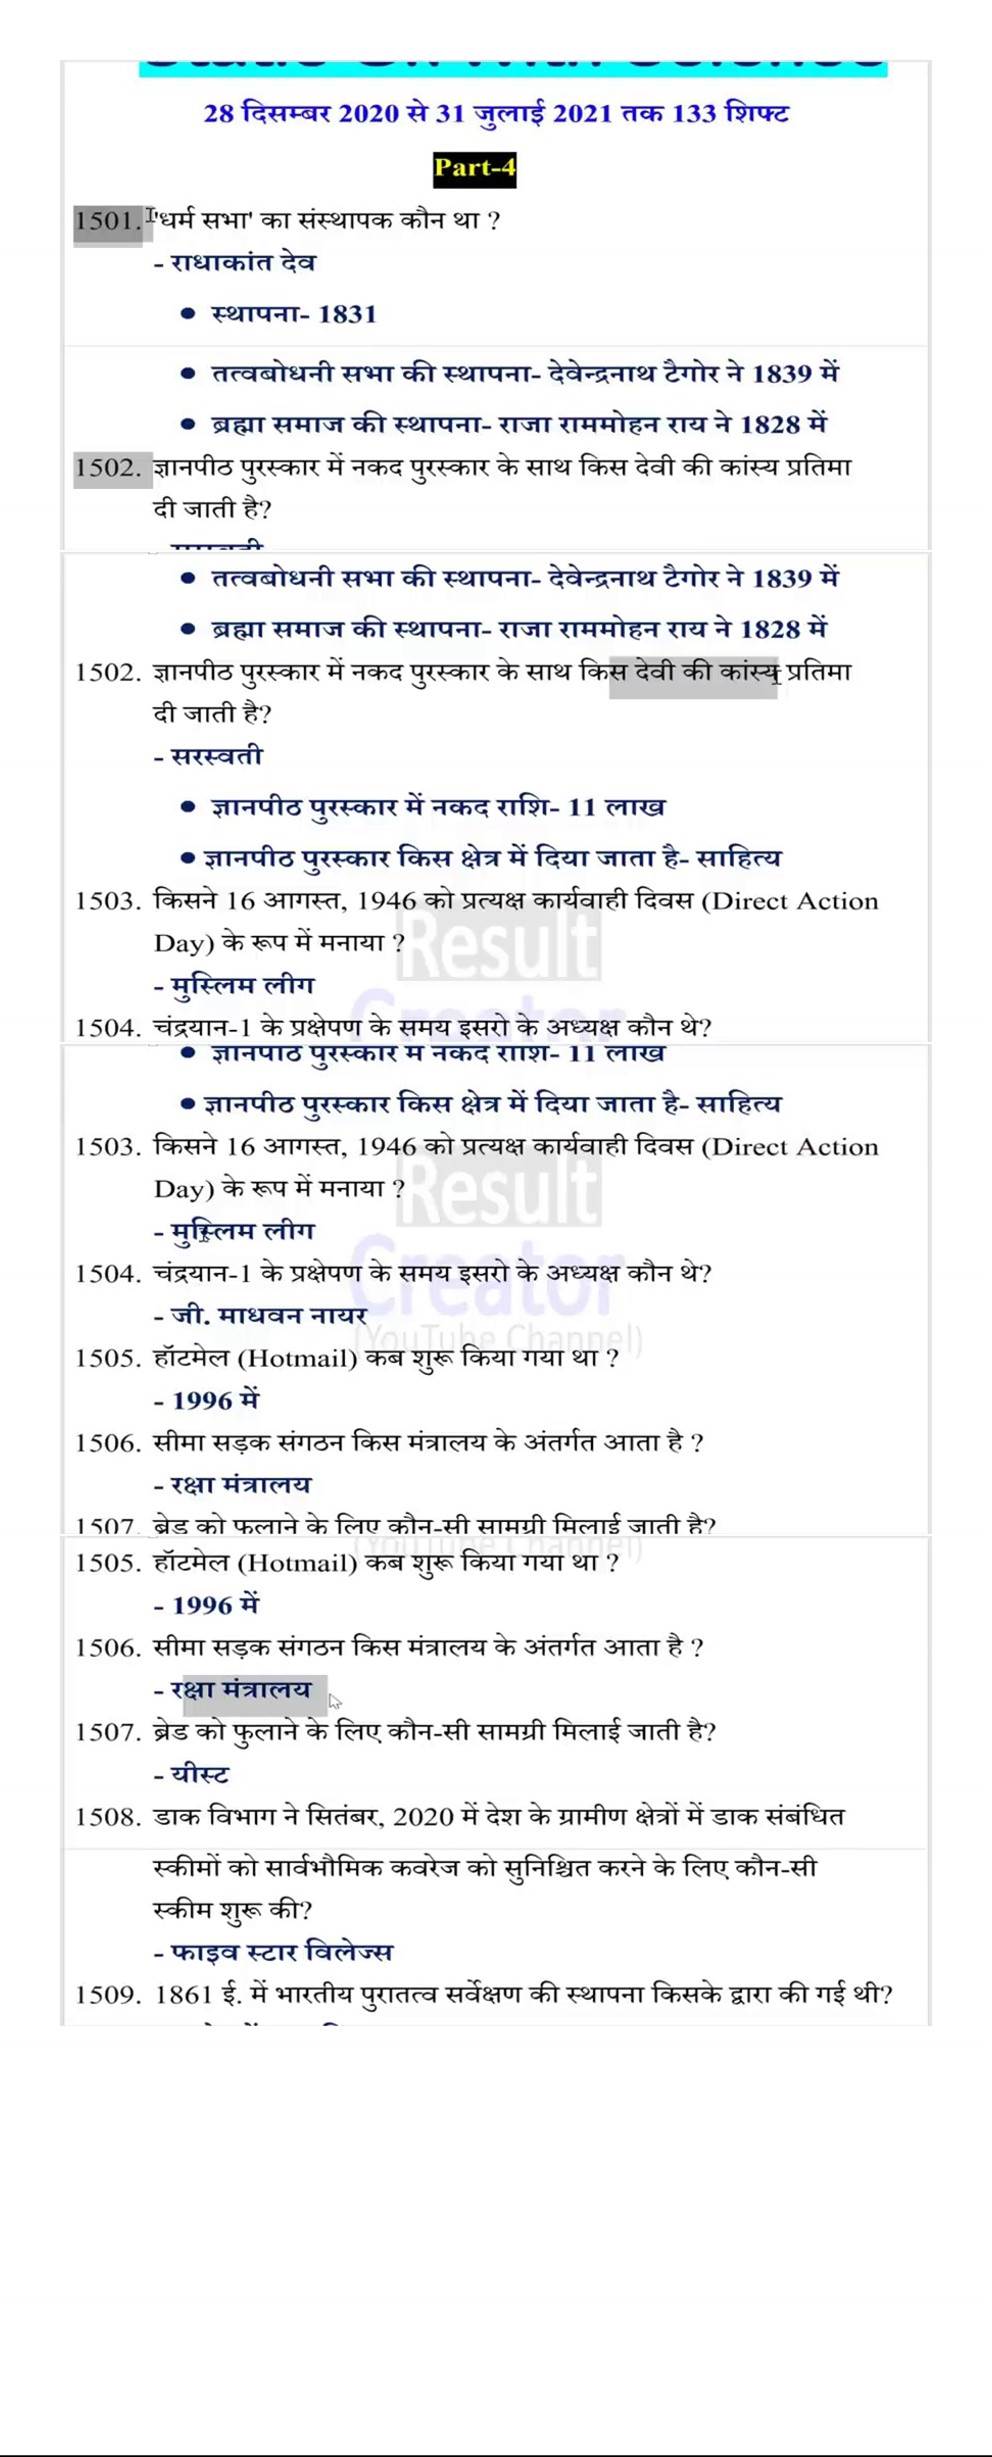 28 दिसम्बर 2020 से 31 जुलाई 2021 तक 133 शिफ्ट
Part-4
1501. 'धर्म सभा' का संस्थापक कौन था ?
- राधाकांत देव
● स्थापना- 1831
● तत्वबोधनी सभा की स्थापना- देवेन्द्रनाथ टैगोर ने 1839 में
● ब्रह्मा समाज की स्थापना- राजा राममोहन राय ने 1828 में
1502. ज्ञानपीठ पुरस्कार में नकद पुरस्कार के साथ किस देवी की कांस्य प्रतिमा
दी जाती है?
● तत्वबोधनी सभा की स्थापना- देवेन्द्रनाथ टैगोर ने 1839 में
● ब्रह्मा समाज की स्थापना- राजा राममोहन राय ने 1828 में
1502. ज्ञानपीठ पुरस्कार में नकद पुरस्कार के साथ किस देवी की कांस्य प्रतिमा
दी जाती है?
- सरस्वती
● ज्ञानपीठ पुरस्कार में नकद राशि- 11 लाख
● ज्ञानपीठ पुरस्कार किस क्षेत्र में दिया जाता है- साहित्य
1503. किसने 16 आगस्त, 1946 को प्रत्यक्ष कार्यवाही दिवस (Direct Action
Day) के रूप में मनाया ?
Result
- मुस्लिम लीग
Creator
1504. चंद्रयान-1 के प्रक्षेपण के समय इसरो के अध्यक्ष कौन थे?
● ज्ञानपीठ पुरस्कार में नकद राशि- 11 लाख
● ज्ञानपीठ पुरस्कार किस क्षेत्र में दिया जाता है- साहित्य
1503. किसने 16 आगस्त, 1946 को प्रत्यक्ष कार्यवाही दिवस (Direct Action
Day) के रूप में मनाया ?
Result
- मुस्लिम लीग
Creator
1504. चंद्रयान-1 के प्रक्षेपण के समय इसरो के अध्यक्ष कौन थे?
- जी. माधवन नायर
(YouTube Channel)
1505. हॉटमेल (Hotmail) कब शुरू किया गया था ?
- 1996 में
1506. सीमा सड़क संगठन किस मंत्रालय के अंतर्गत आता है ?
- रक्षा मंत्रालय
1507. ब्रेड को फुलाने के लिए कौन-सी सामग्री मिलाई जाती है?
(YouTube Channel)
1505. हॉटमेल (Hotmail) कब शुरू किया गया था ?
- 1996 में
1506. सीमा सड़क संगठन किस मंत्रालय के अंतर्गत आता है ?
- रक्षा मंत्रालय
1507. ब्रेड को फुलाने के लिए कौन-सी सामग्री मिलाई जाती है?
- यीस्ट
1508. डाक विभाग ने सितंबर, 2020 में देश के ग्रामीण क्षेत्रों में डाक संबंधित
स्कीमों को सार्वभौमिक कवरेज को सुनिश्चित करने के लिए कौन-सी
स्कीम शुरू की?
- फाइव स्टार विलेज्स
1509. 1861 ई. में भारतीय पुरातत्व सर्वेक्षण की स्थापना किसके द्वारा की गई थी?